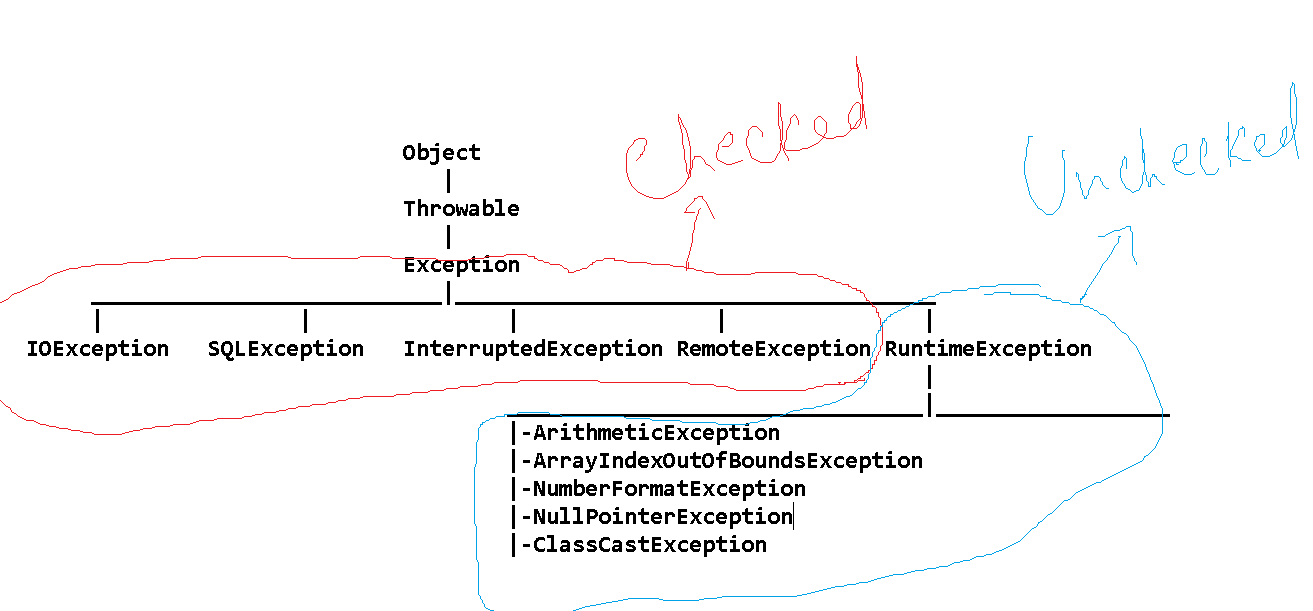 Checked
Unchecked
Object
Throwable
Exception
IOException SQLException InterruptedException RemoteException RuntimeException
|-ArithmeticException
|-ArrayIndexOutOfBoundsException
|-NumberFormatException
|-NullPointerException
|-ClassCastException